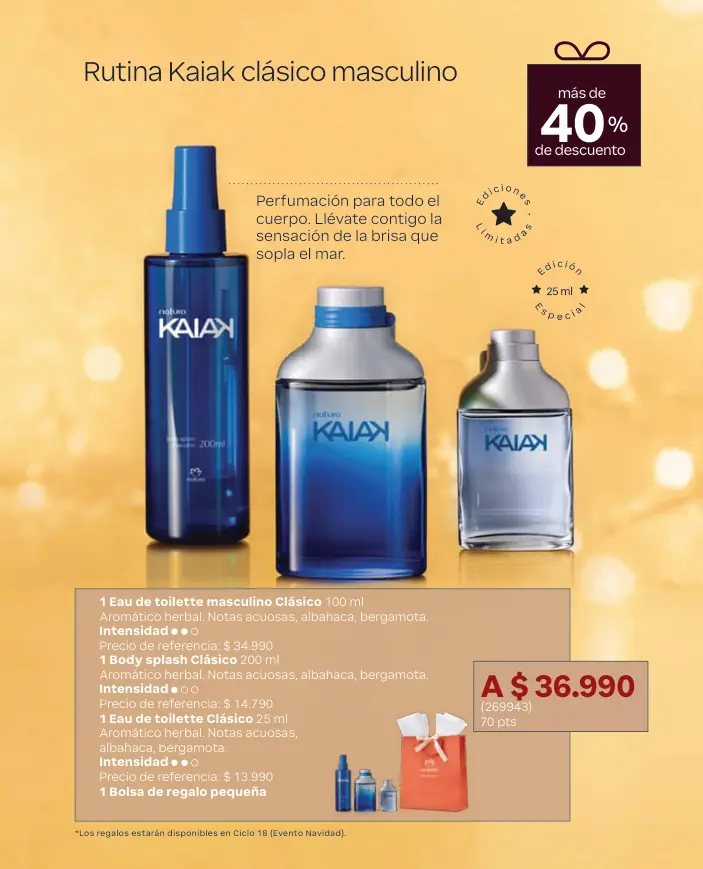 Rutina Kaiak clásico masculino
más de
40%
de descuento
Perfumación para todo el
cuerpo. Llévate contigo la
sensación de la brisa que
sopla el mar.
Ediciones
Limitadas
Edición
25 ml
Especial
natura
KAIAK
200ml
natura
natura
KAIAK
natura
KAIAK
1 Eau de toilette masculino Clásico 100 ml
Aromático herbal. Notas acuosas, albahaca, bergamota.
Intensidad
Precio de referencia: $ 34.990
1 Body splash Clásico 200 ml
Aromático herbal. Notas acuosas, albahaca, bergamota.
Intensidad
Precio de referencia: $ 14.790
1 Eau de toilette Clásico 25 ml
Aromático herbal. Notas acuosas,
albahaca, bergamota.
Intensidad
Precio de referencia: $ 13.990
1 Bolsa de regalo pequeña
A $ 36.990
(269943)
70 pts
*Los regalos estarán disponibles en Ciclo 18 (Evento Navidad).